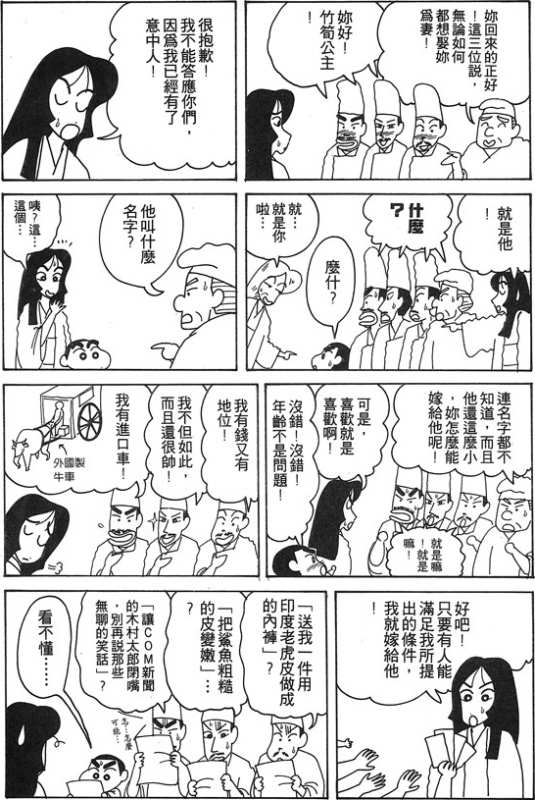 妳回來的正好
！這三位說，
無論如何
都想娶妳
為妻！
妳好！
竹筍公主
！
很抱歉！
我不能答應你們，
因為我已經有了
意中人！
就是他
！
什麼
？
麼什?
就…
就是你
啦…
他叫什麼
名字?
咦?這…
這個…
連名字都不
知道，而且
他還這麼小
，妳怎麼能
嫁給他呢！
就是嘛
！就是
嘛！
可是，
喜歡就是
喜歡啊！
沒錯！沒錯！
年齡不是問題
！
我有錢又有
地位！
我不但如此，
而且還很帥！
我有進口車！
外國製
牛車
好吧！
只要有人能
滿足我所提
出的條件，
我就嫁給他
！
「送我一件用
印度老虎皮做成
的內褲」?
「把鯊魚粗糙
的皮變嫩」
?
「讓COM新聞
的木村太郎閉嘴
，別再說那些
無聊的笑話」?
怎…怎麼
可能…
看不懂……